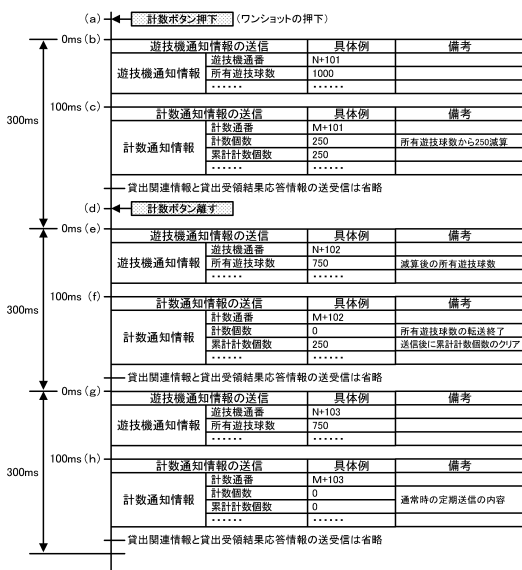 (a) 計数ボタン押下 (ワンショットの押下)
0ms (b)
遊技機通知情報の送信 具体例 備考
遊技機通知情報 遊技機通番 N+101
所有遊技球数 1000
…… ……
100ms (c)
300ms
計数通知情報の送信 具体例 備考
計数通知情報 計数通番 M+101
計数個数 250 所有遊技球数から250減算
累計計数個数 250
…… ……
貸出関連情報と貸出受領結果応答情報の送受信は省略
(d) 計数ボタン離す
0ms (e)
遊技機通知情報の送信 具体例 備考
遊技機通知情報 遊技機通番 N+102
所有遊技球数 750 減算後の所有遊技球数
…… ……
100ms (f)
300ms
計数通知情報の送信 具体例 備考
計数通知情報 計数通番 M+102
計数個数 0 所有遊技球数の転送終了
累計計数個数 250 送信後に累計計数個数のクリア
…… ……
貸出関連情報と貸出受領結果応答情報の送受信は省略
0ms (g)
遊技機通知情報の送信 具体例 備考
遊技機通知情報 遊技機通番 N+103
所有遊技球数 750
…… ……
100ms (h)
300ms
計数通知情報の送信 具体例 備考
計数通知情報 計数通番 M+103
計数個数 0 通常時の定期送信の内容
累計計数個数 0
…… ……
貸出関連情報と貸出受領結果応答情報の送受信は省略